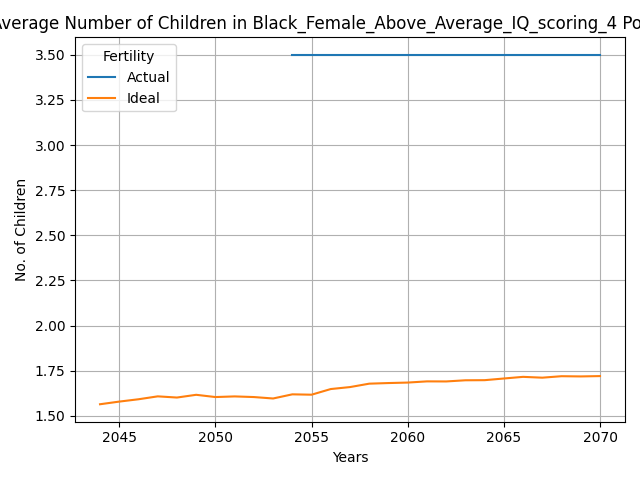 Average Number of Children in Black_Female_Above_Average_IQ_scoring_4 Po
Fertility
Actual
Ideal
3.50
3.25
3.00
2.75
2.50
2.25
2.00
1.75
1.50
No. of Children
2045
2050
2055
2060
2065
2070
Years